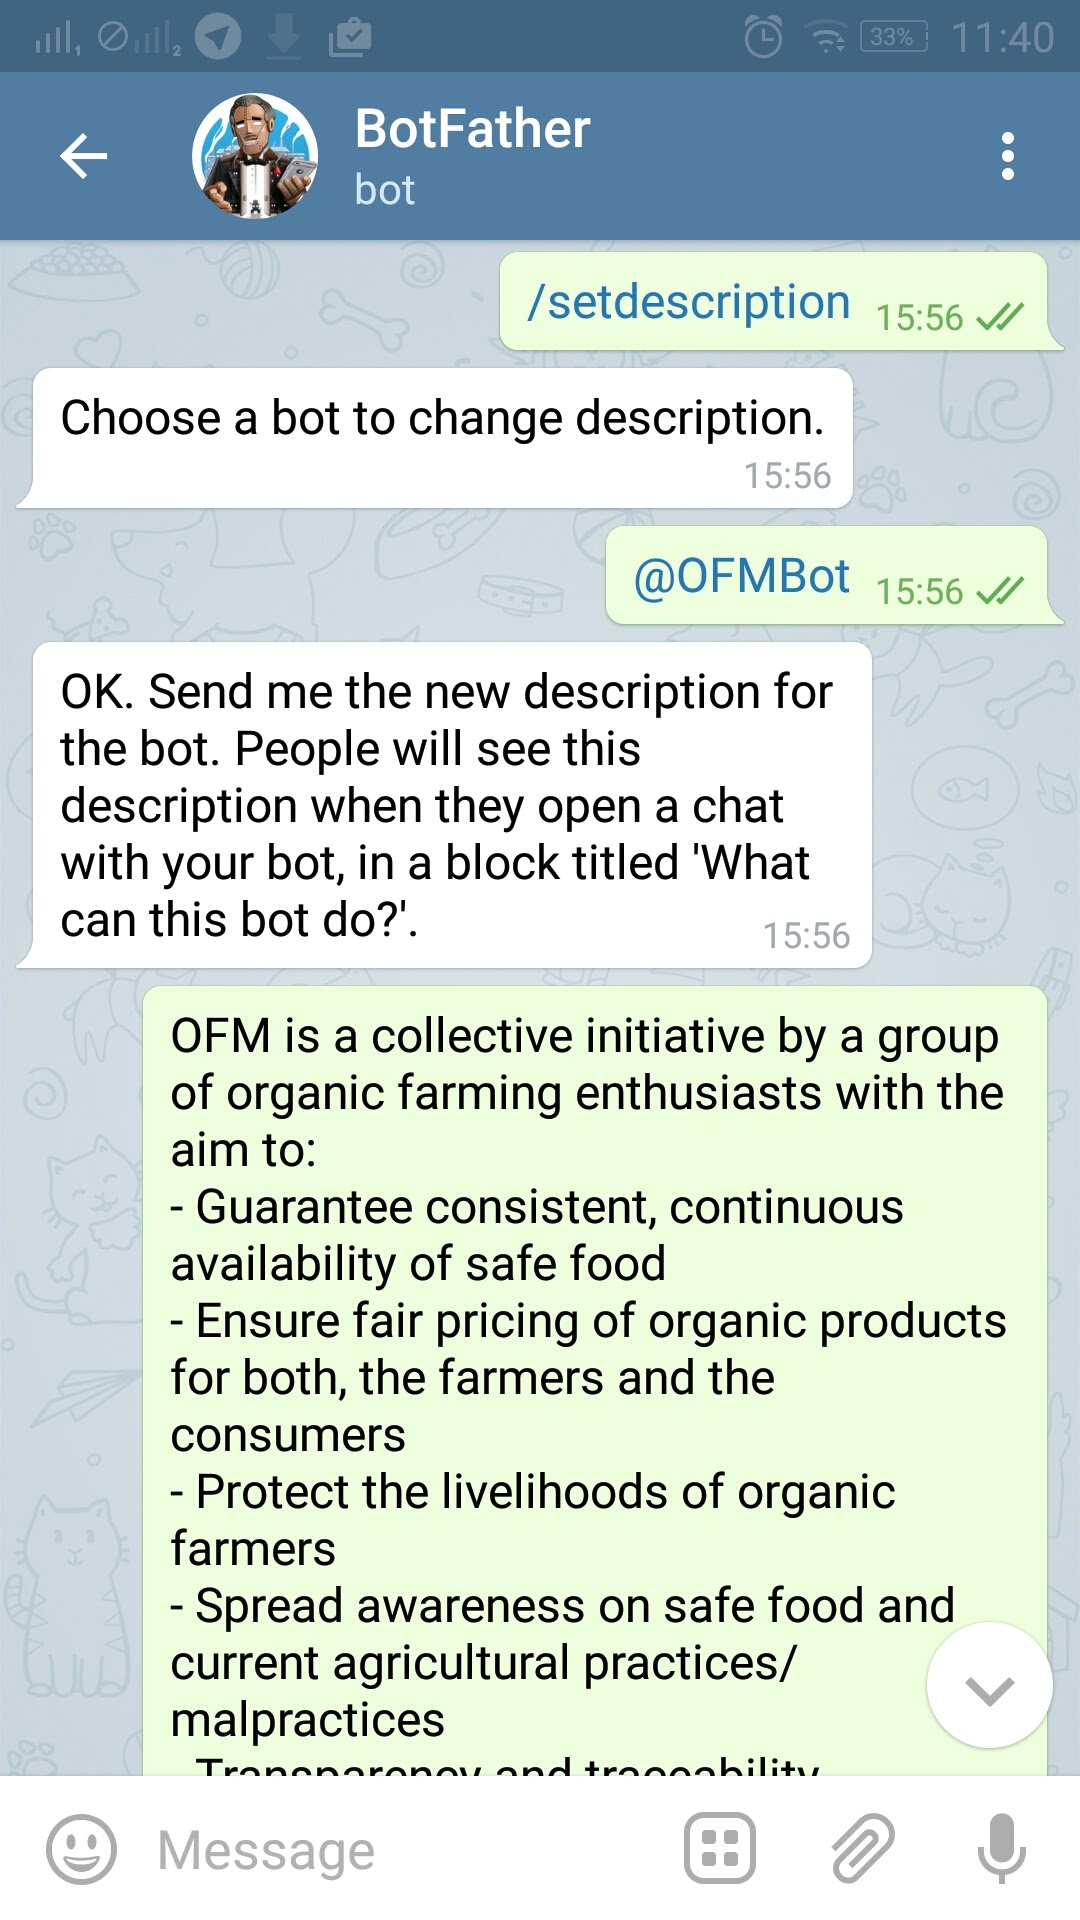 1
2
33%
11:40
BotFather
bot
/setdescription 15:56
Choose a bot to change description.
15:56
@OFMBot 15:56
OK. Send me the new description for
the bot. People will see this
description when they open a chat
with your bot, in a block titled 'What
can this bot do?'.
15:56
OFM is a collective initiative by a group
of organic farming enthusiasts with the
aim to:
- Guarantee consistent, continuous
availability of safe food
- Ensure fair pricing of organic products
for both, the farmers and the
consumers
- Protect the livelihoods of organic
farmers
- Spread awareness on safe food and
current agricultural practices/
malpractices
- Transparency and traceability
Message